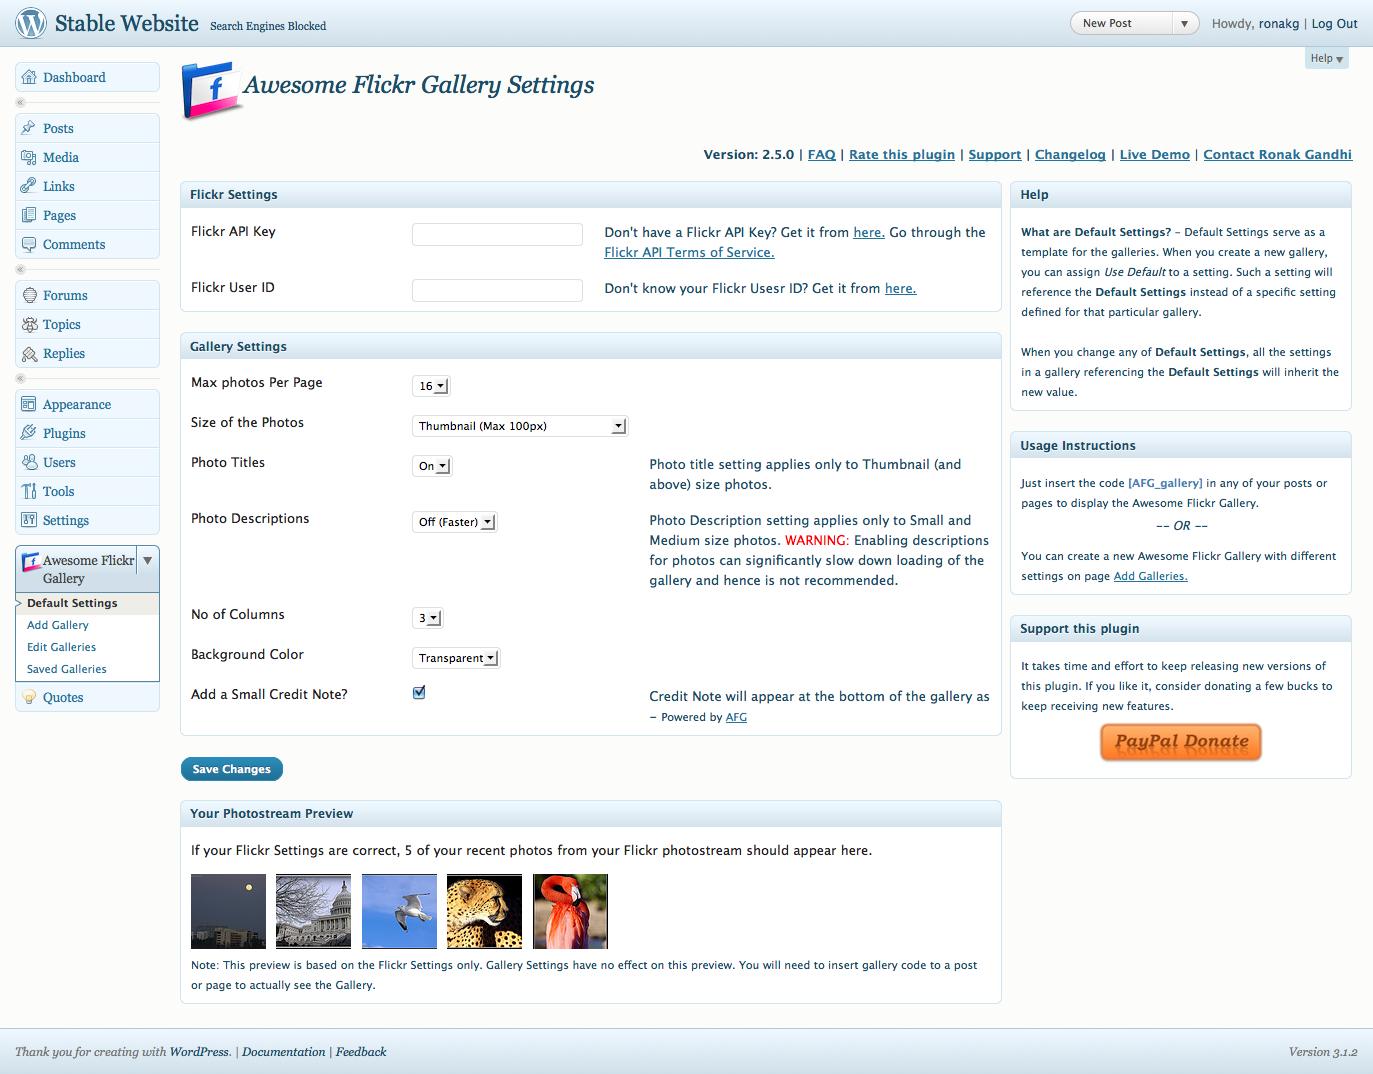 Stable Website Search Engines Blocked
New Post
Howdy, ronakg | Log Out
Help
Dashboard
Posts
Media
Links
Pages
Comments
Forums
Topics
Replies
Appearance
Plugins
Users
Tools
Settings
Awesome Flickr
Gallery
Default Settings
Add Gallery
Edit Galleries
Saved Galleries
Quotes
Awesome Flickr Gallery Settings
Version: 2.5.0 | FAQ | Rate this plugin | Support | Changelog | Live Demo | Contact Ronak Gandhi
Flickr Settings
Flickr API Key
Don't have a Flickr API Key? Get it from here. Go through the
Flickr API Terms of Service.
Flickr User ID
Don't know your Flickr Usesr ID? Get it from here.
Gallery Settings
Max photos Per Page
16
Size of the Photos
Thumbnail (Max 100px)
Photo Titles
On
Photo title setting applies only to Thumbnail (and
above) size photos.
Photo Descriptions
Off (Faster)
Photo Description setting applies only to Small and
Medium size photos. WARNING: Enabling descriptions
for photos can significantly slow down loading of the
gallery and hence is not recommended.
No of Columns
3
Background Color
Transparent
Add a Small Credit Note?
Credit Note will appear at the bottom of the gallery as
– Powered by AFG
Save Changes
Your Photostream Preview
If your Flickr Settings are correct, 5 of your recent photos from your Flickr photostream should appear here.
Note: This preview is based on the Flickr Settings only. Gallery Settings have no effect on this preview. You will need to insert gallery code to a post
or page to actually see the Gallery.
Help
What are Default Settings? – Default Settings serve as a
template for the galleries. When you create a new gallery,
you can assign Use Default to a setting. Such a setting will
reference the Default Settings instead of a specific setting
defined for that particular gallery.
When you change any of Default Settings, all the settings
in a gallery referencing the Default Settings will inherit the
new value.
Usage Instructions
Just insert the code [AFG_gallery] in any of your posts or
pages to display the Awesome Flickr Gallery.
-- OR --
You can create a new Awesome Flickr Gallery with different
settings on page Add Galleries.
Support this plugin
It takes time and effort to keep releasing new versions of
this plugin. If you like it, consider donating a few bucks to
keep receiving new features.
PayPal Donate
Thank you for creating with WordPress. | Documentation | Feedback
Version 3.1.2